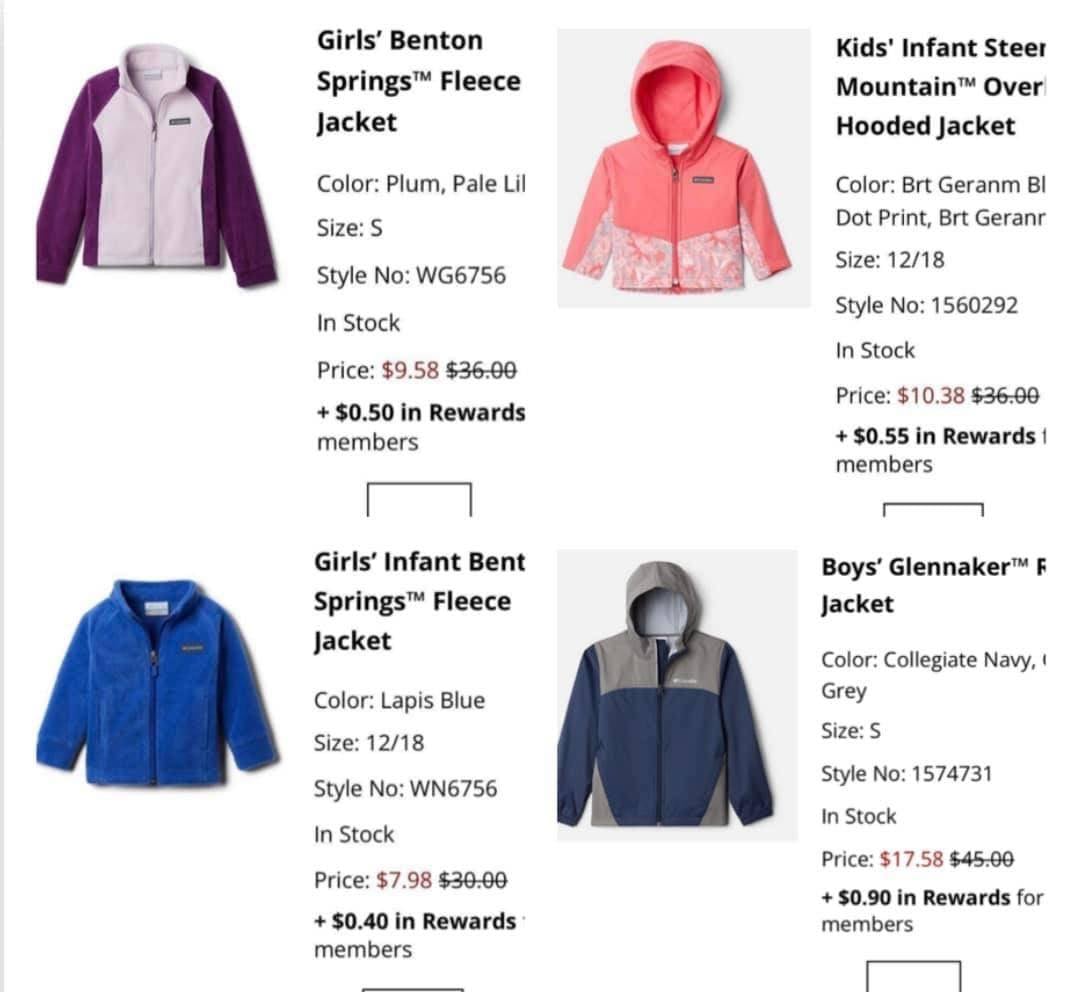 Girls’ Benton
Springs™ Fleece
Jacket
Color: Plum, Pale Lil
Size: S
Style No: WG6756
In Stock
Price: $9.58 $36.00
+ $0.50 in Rewards
members
Kids' Infant Steen
Mountain™ Over
Hooded Jacket
Color: Brt Geranm Bl
Dot Print, Brt Geranm
Size: 12/18
Style No: 1560292
In Stock
Price: $10.38 $36.00
+ $0.55 in Rewards
members
Girls’ Infant Bent
Springs™ Fleece
Jacket
Color: Lapis Blue
Size: 12/18
Style No: WN6756
In Stock
Price: $7.98 $30.00
+ $0.40 in Rewards
members
Boys’ Glennaker™ R
Jacket
Color: Collegiate Navy,
Grey
Size: S
Style No: 1574731
In Stock
Price: $17.58 $45.00
+ $0.90 in Rewards for
members